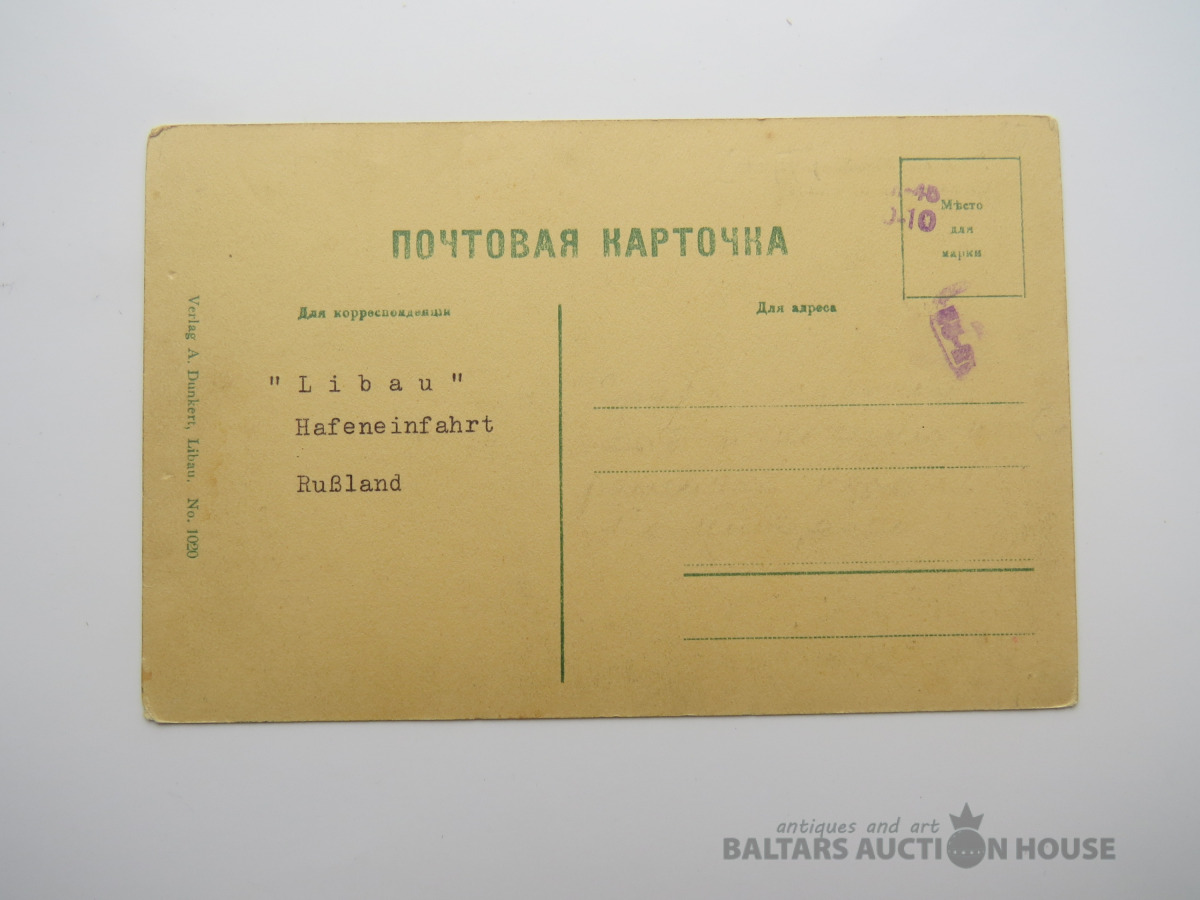 ПОЧТОВАЯ КАРТОЧКА
Мѣсто
для
марки
Для корреспонденціи
Для адреса
" L i b a u "
Hafeneinfahrt
Rußland
Verlag A. Dunkert, Libau. No. 1020
antiques and art
BALTARS AUCTION HOUSE